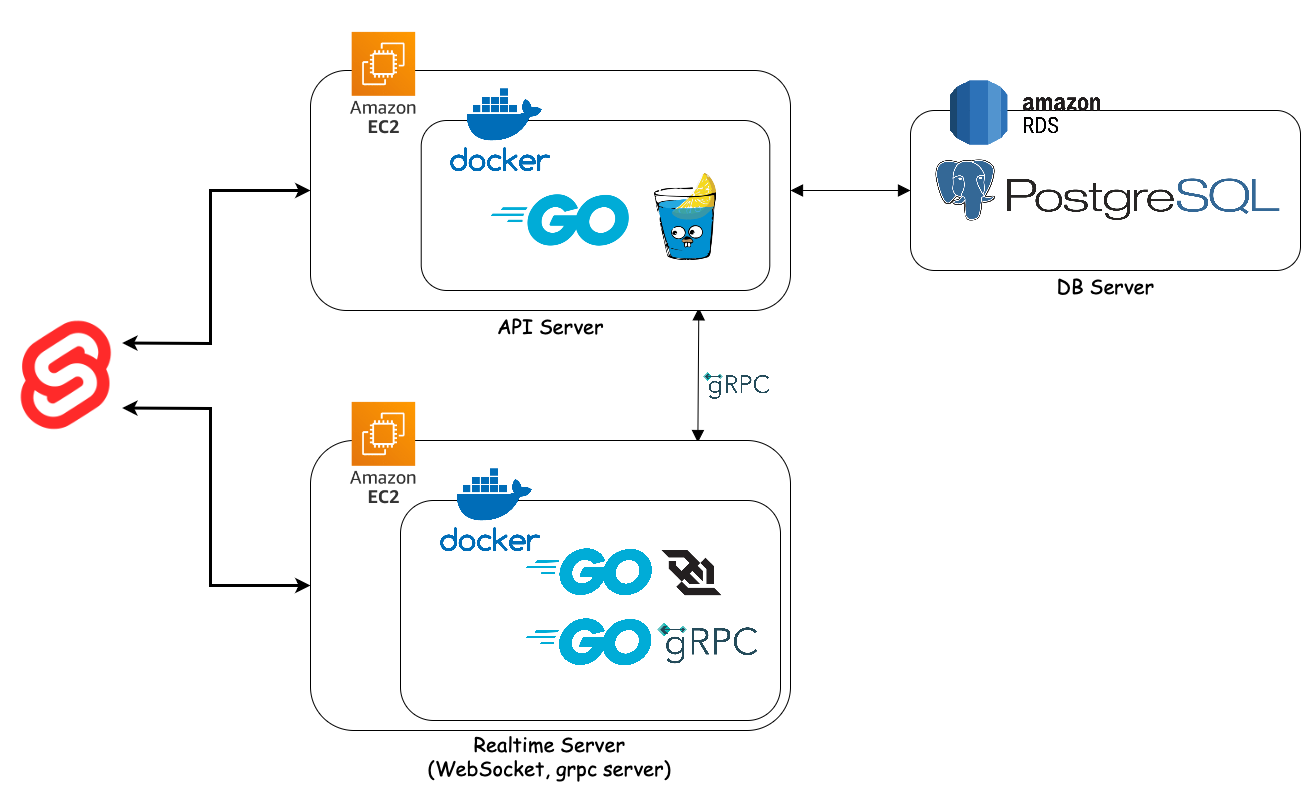 Amazon
EC2
docker
GO
API Server
amazon
RDS
PostgreSQL
DB Server
gRPC
Amazon
EC2
docker
GO
GO gRPC
Realtime Server
(WebSocket, grpc server)